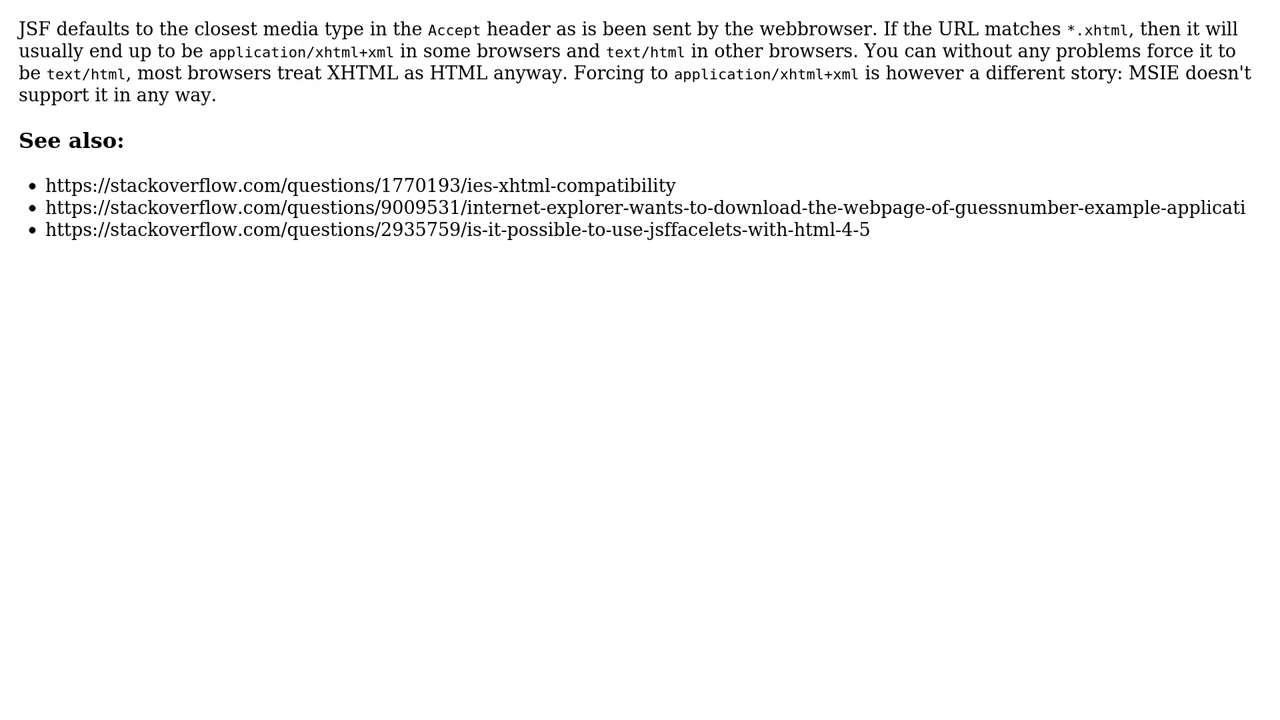 JSF defaults to the closest media type in the Accept header as is been sent by the webbrowser. If the URL matches *.xhtml, then it will
usually end up to be application/xhtml+xml in some browsers and text/html in other browsers. You can without any problems force it to
be text/html, most browsers treat XHTML as HTML anyway. Forcing to application/xhtml+xml is however a different story: MSIE doesn't
support it in any way.
See also:
• https://stackoverflow.com/questions/1770193/ies-xhtml-compatibility
• https://stackoverflow.com/questions/9009531/internet-explorer-wants-to-download-the-webpage-of-guessnumber-example-applicati
• https://stackoverflow.com/questions/2935759/is-it-possible-to-use-jsffacelets-with-html-4-5